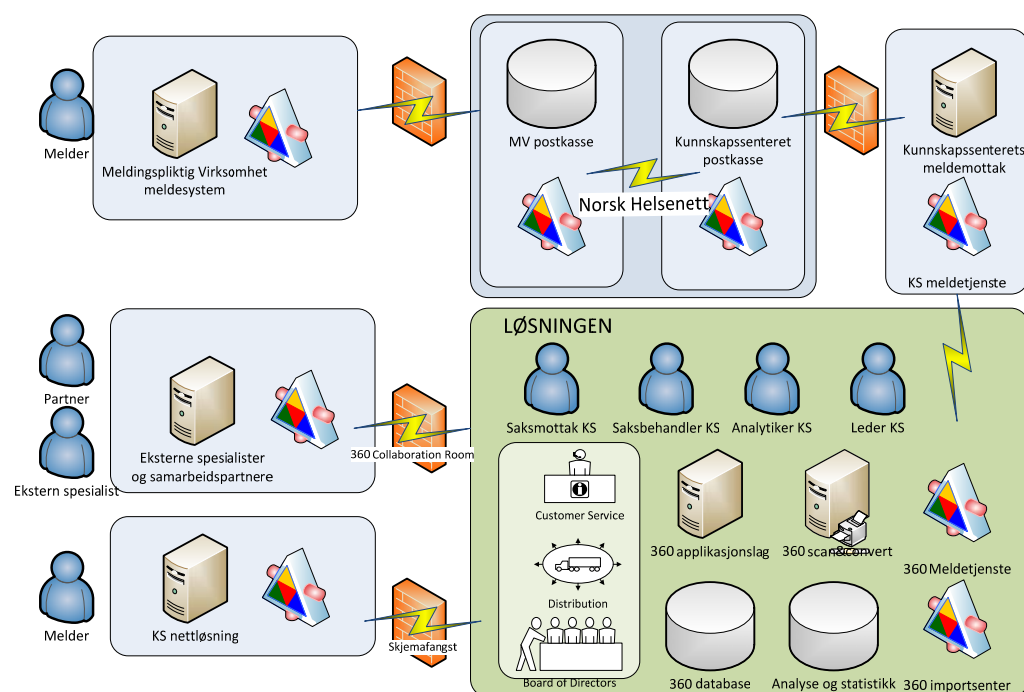 Melder
Meldingspliktig Virksomhet
meldesystem
MV postkasse
Kunnskapssenteret
postkasse
Norsk Helsenett
Kunnskapssenterets
meldemottak
KS meldetjenste
Partner
Ekstern spesialist
Eksterne spesialister
og samarbeidspartnere
360 Collaboration Room
Melder
KS nettløsning
Skjemafangst
LØSNINGEN
Saksmottak KS
Saksbehandler KS
Analytiker KS
Leder KS
Customer Service
Distribution
Board of Directors
360 applikasjonslag
360 scan&convert
360 Meldetjenste
360 database
Analyse og statistikk
360 importsenter